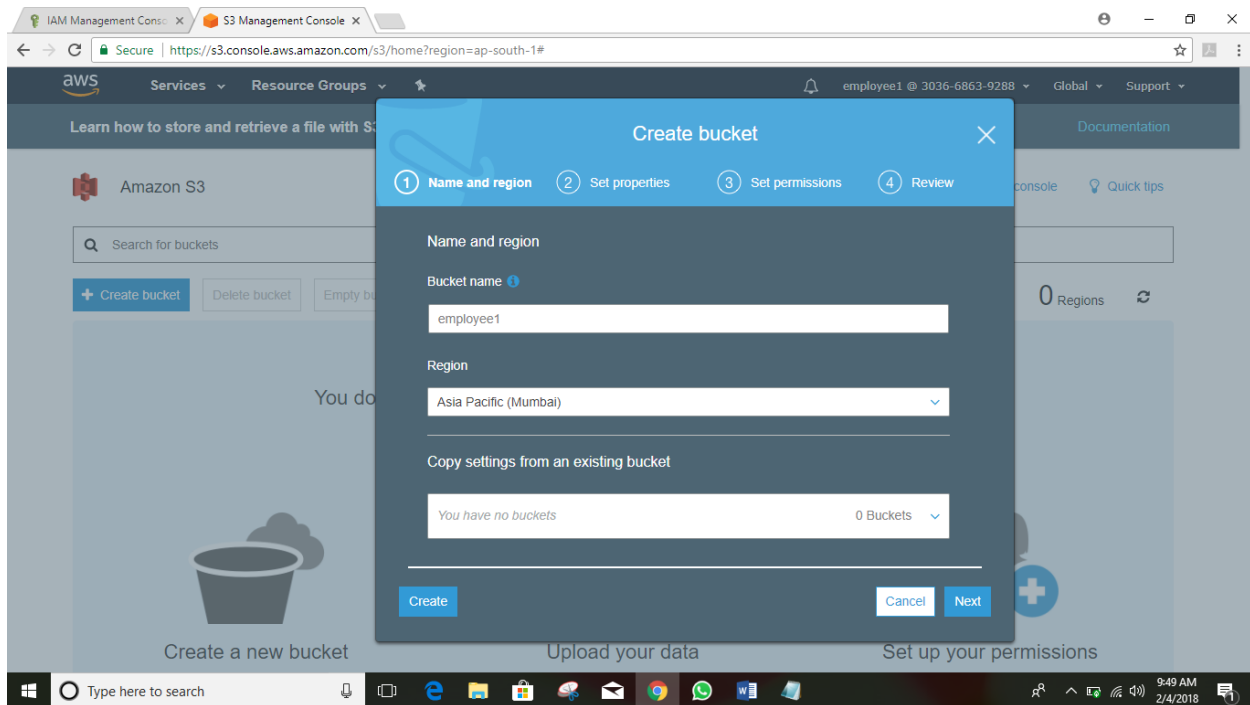 IAM Management Conso
S3 Management Console
Secure https://s3.console.aws.amazon.com/s3/home?region=ap-south-1#
aws Services Resource Groups employee1 @ 3036-6863-9288 Global Support
Learn how to store and retrieve a file with S3 Documentation
Create bucket
Amazon S3 console Quick tips
1 Name and region 2 Set properties 3 Set permissions 4 Review
Search for buckets
Name and region
Bucket name
+ Create bucket Delete bucket Empty bu 0 Regions
employee1
Region
You do
Asia Pacific (Mumbai)
Copy settings from an existing bucket
You have no buckets 0 Buckets
Create Cancel Next
Create a new bucket Upload your data Set up your permissions
Type here to search
9:49 AM
2/4/2018